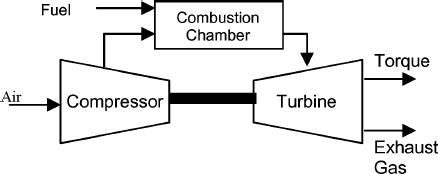 Fuel
Combustion
Chamber
Air
Compressor
Turbine
Torque
Exhaust
Gas